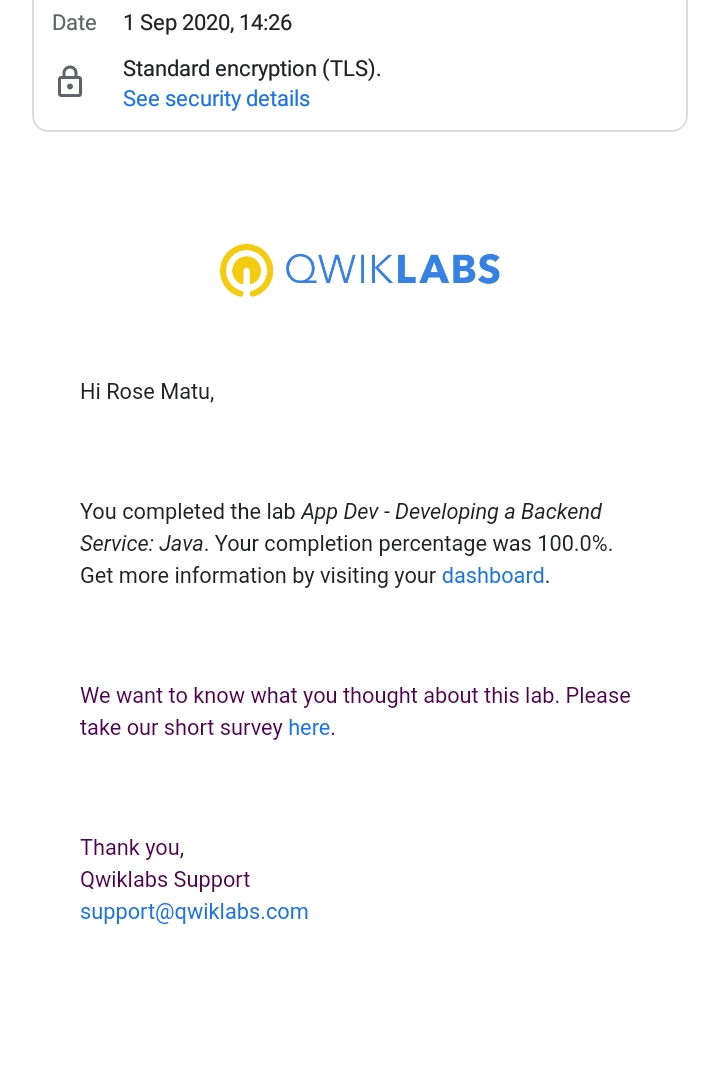 Date 1 Sep 2020, 14:26
Standard encryption (TLS).
See security details
QWIKLABS
Hi Rose Matu,
You completed the lab App Dev - Developing a Backend
Service: Java. Your completion percentage was 100.0%.
Get more information by visiting your dashboard.
We want to know what you thought about this lab. Please
take our short survey here.
Thank you,
Qwiklabs Support
support@qwiklabs.com